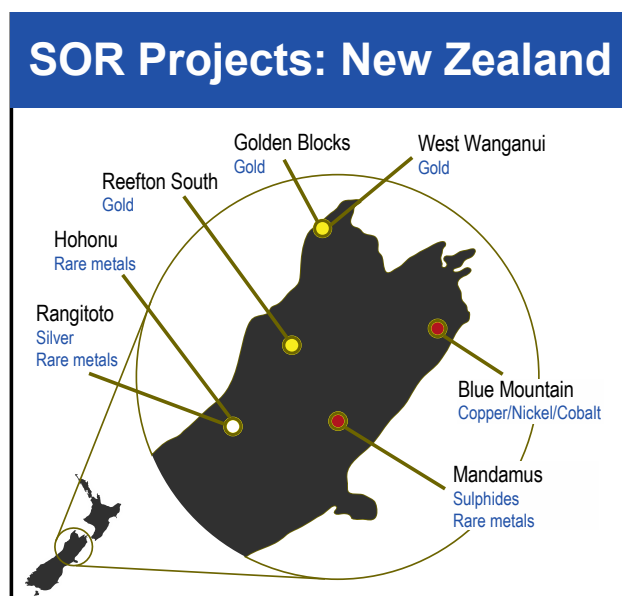 SOR Projects: New Zealand
Golden Blocks
Gold
West Wanganui
Gold
Reefton South
Gold
Hohonu
Rare metals
Rangitoto
Silver
Rare metals
Blue Mountain
Copper/Nickel/Cobalt
Mandamus
Sulphides
Rare metals